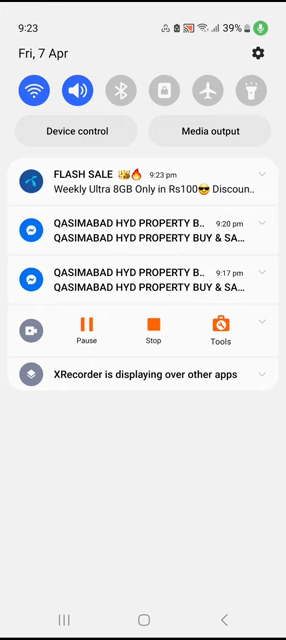 9:23
39%
Fri, 7 Apr
Device control
Media output
FLASH SALE 👑🔥 9:23 pm
Weekly Ultra 8GB Only in Rs100😎 Discoun..
QASIMABAD HYD PROPERTY B.. 9:20 pm
QASIMABAD HYD PROPERTY BUY & SA...
QASIMABAD HYD PROPERTY B.. 9:17 pm
QASIMABAD HYD PROPERTY BUY & SA...
Pause
Stop
Tools
XRecorder is displaying over other apps